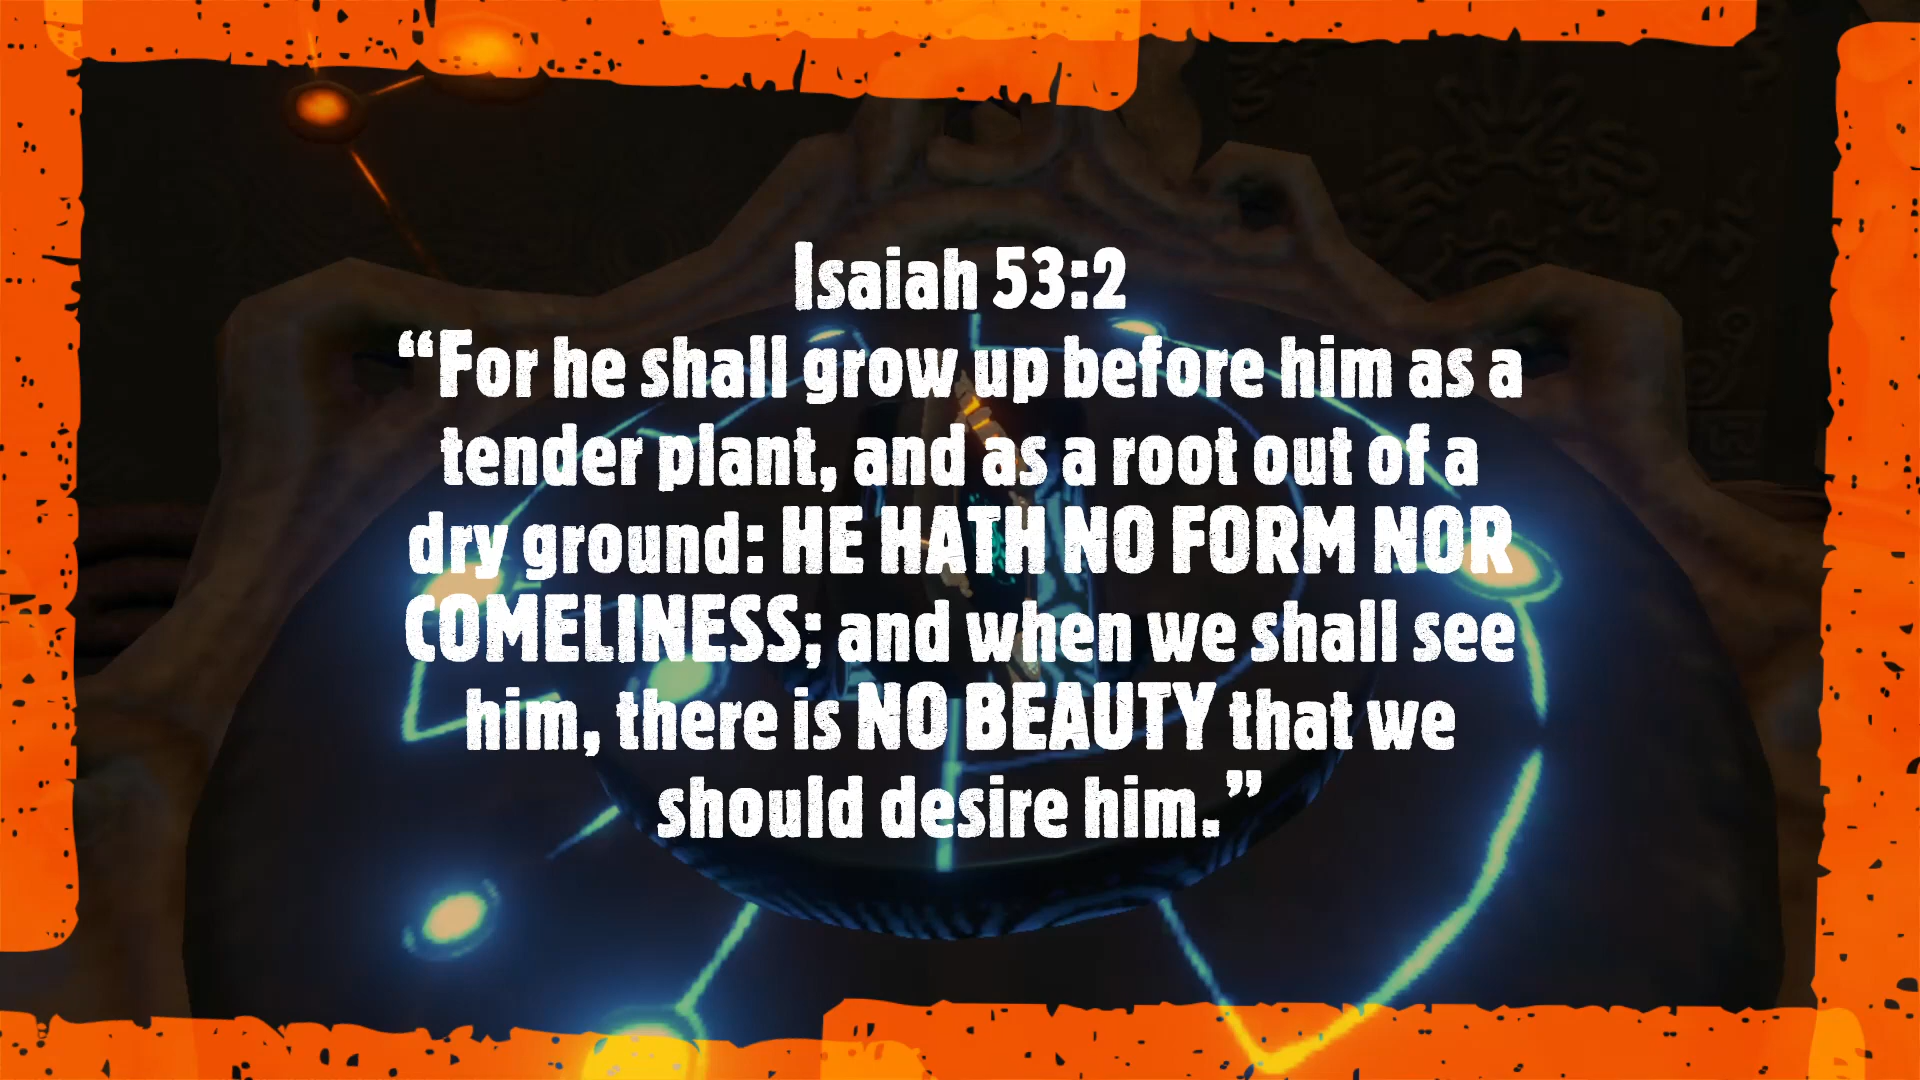 Isaiah 53:2
“For he shall grow up before him as a
tender plant, and as a root out of a
dry ground: HE HATH NO FORM NOR
COMELINESS; and when we shall see
him, there is NO BEAUTY that we
should desire him.”